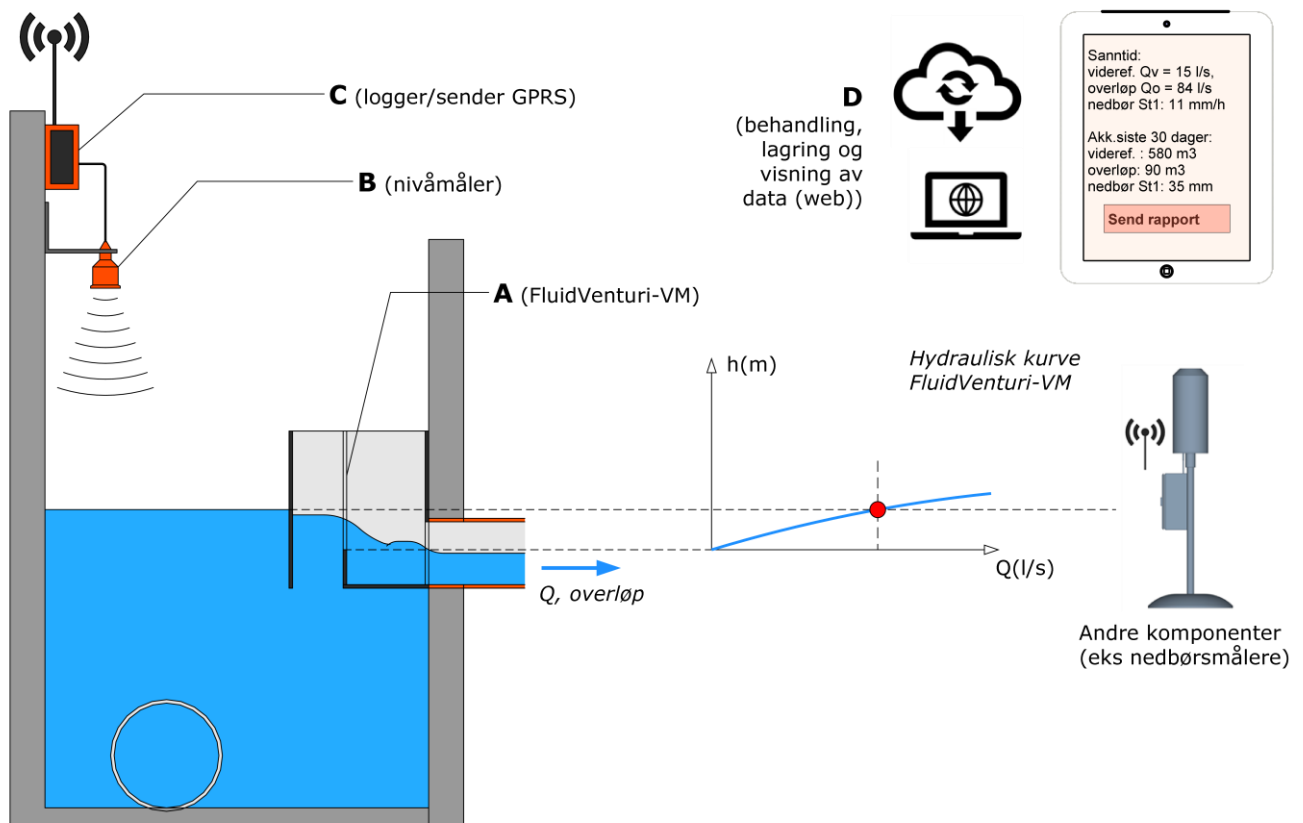 C (logger/sender GPRS)
B (nivåmåler)
A (FluidVenturi-VM)
Q, overløp
D
(behandling,
lagring og
visning av
data (web))
Sanntid:
videref. Qv = 15 l/s,
overløp Qo = 84 l/s
nedbør St1: 11 mm/h
Akk.siste 30 dager:
videref. : 580 m3
overløp: 90 m3
nedbør St1: 35 mm
Send rapport
h(m)
Hydraulisk kurve
FluidVenturi-VM
Q(l/s)
Andre komponenter
(eks nedbørsmålere)